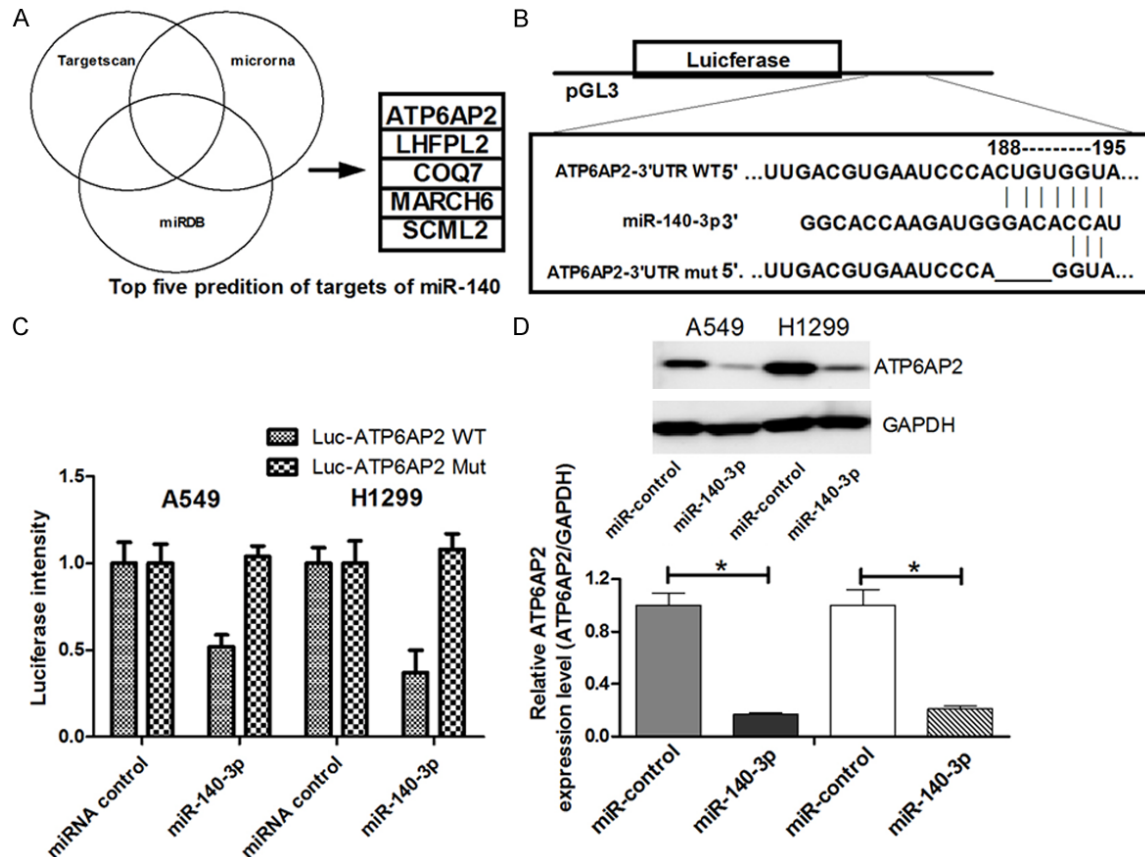 A
Targetscan
microrna
miRDB
ATP6AP2
LHFPL2
COQ7
MARCH6
SCML2
Top five predition of targets of miR-140
B
Luicferase
pGL3
188---------195
ATP6AP2-3'UTR WT 5' ...UUGACGUGAAUCCCACUGUGGUA...
miR-140-3p 3' GGCACCAAGAUGGGACACCAU
ATP6AP2-3'UTR mut 5'. ...UUGACGUGAAUCCCA_____GGUA...
C
Luc-ATP6AP2 WT
Luc-ATP6AP2 Mut
Luciferase intensity
1.5
1.0
0.5
0.0
A549
H1299
miRNA control
miR-140-3p
miRNA control
miR-140-3p
D
A549 H1299
ATP6AP2
GAPDH
miR-control
miR-140-3p
miR-control
miR-140-3p
Relative ATP6AP2
expression level (ATP6AP2/GAPDH)
1.2
0.8
0.4
0.0
*
*
miR-control
miR-140-3p
miR-control
miR-140-3p